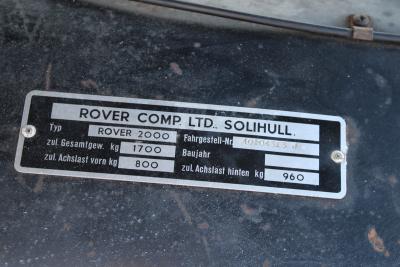 ROVER COMP. LTD., SOLIHULL.
Typ ROVER 2000 Fahrgestell-Nr.
zul. Gesamtgew. kg 1700 Baujahr
zul. Achslast vorn kg 800 zul. Achslast hinten kg 960